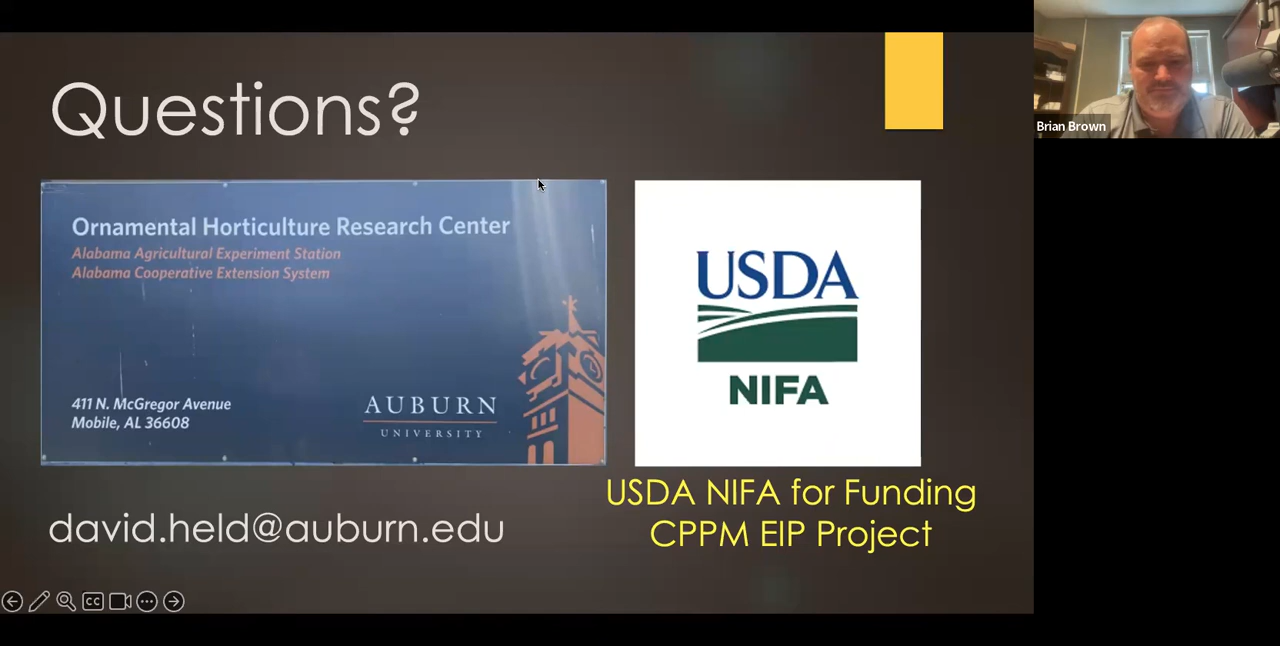 Questions?
Ornamental Horticulture Research Center
Alabama Agricultural Experiment Station
Alabama Cooperative Extension System
411 N. McGregor Avenue
Mobile, AL 36608
AUBURN
UNIVERSITY
USDA
NIFA
USDA NIFA for Funding
CPPM EIP Project
david.held@auburn.edu
CC
Brian Brown